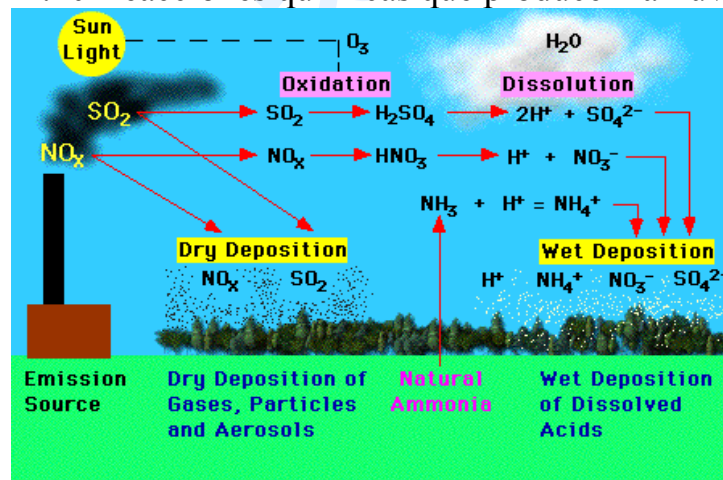 Sun
Light
O₃
H₂O
Oxidation
Dissolution
SO₂
SO₂
H₂SO₄
2H⁺ + SO₄²⁻
NOₓ
NOₓ
HNO₃
H⁺ + NO₃⁻
NH₃ + H⁺ = NH₄⁺
Dry Deposition
NOₓ SO₂
Wet Deposition
H⁺ NH₄⁺ NO₃⁻ SO₄²⁻
Emission
Source
Dry Deposition of
Gases, Particles
and Aerosols
Natural
Ammonia
Wet Deposition
of Dissolved
Acids